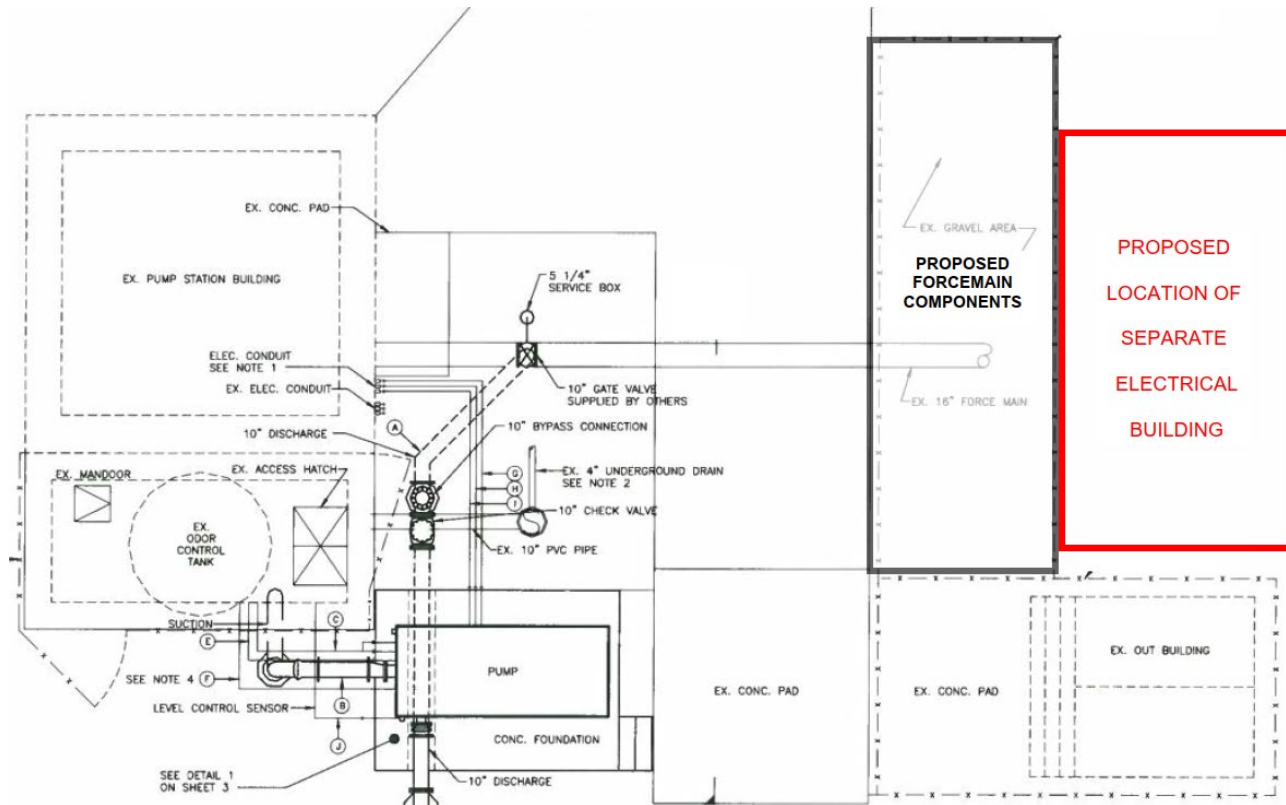 EX. CONC. PAD
EX. PUMP STATION BUILDING
5 1/4"
SERVICE BOX
ELEC. CONDUIT
SEE NOTE 1
EX. ELEC. CONDUIT
10" GATE VALVE
SUPPLIED BY OTHERS
10" DISCHARGE
A
10" BYPASS CONNECTION
EX. MANDOOR
EX. ACCESS HATCH
G
H
I
EX. 4" UNDERGROUND DRAIN
SEE NOTE 2
EX.
ODOR
CONTROL
TANK
10" CHECK VALVE
EX. 10" PVC PIPE
SUCTION
E
C
SEE NOTE 4
F
B
LEVEL CONTROL SENSOR
J
PUMP
CONC. FOUNDATION
SEE DETAIL 1
ON SHEET 3
10" DISCHARGE
EX. CONC. PAD
EX. GRAVEL AREA
PROPOSED
FORCEMAIN
COMPONENTS
EX. 16" FORCE MAIN
PROPOSED
LOCATION OF
SEPARATE
ELECTRICAL
BUILDING
EX. CONC. PAD
EX. OUT BUILDING